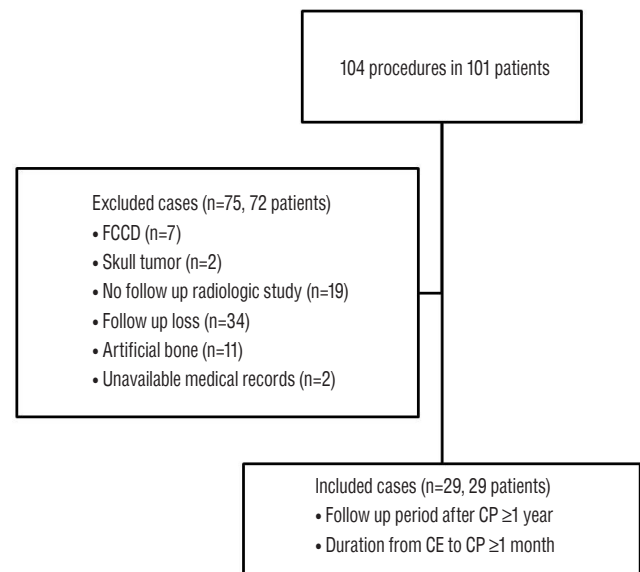 104 procedures in 101 patients
Excluded cases (n=75, 72 patients)
• FCCD (n=7)
• Skull tumor (n=2)
• No follow up radiologic study (n=19)
• Follow up loss (n=34)
• Artificial bone (n=11)
• Unavailable medical records (n=2)
Included cases (n=29, 29 patients)
• Follow up period after CP ≥1 year
• Duration from CE to CP ≥1 month